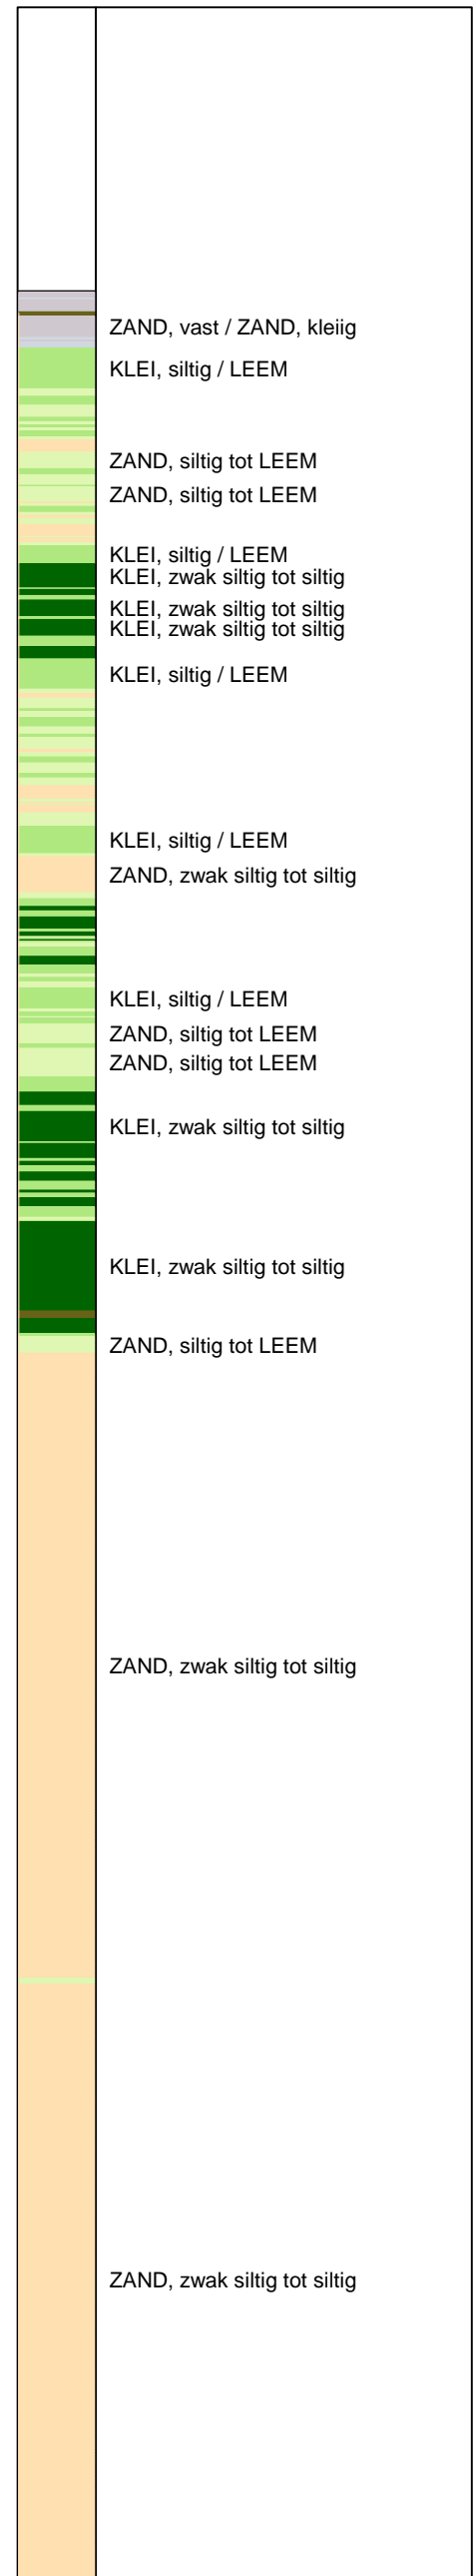 ZAND, vast / ZAND, kleiig
KLEI, siltig / LEEM
ZAND, siltig tot LEEM
ZAND, siltig tot LEEM
KLEI, siltig / LEEM
KLEI, zwak siltig tot siltig
KLEI, zwak siltig tot siltig
KLEI, zwak siltig tot siltig
KLEI, siltig / LEEM
KLEI, siltig / LEEM
ZAND, zwak siltig tot siltig
KLEI, siltig / LEEM
ZAND, siltig tot LEEM
ZAND, siltig tot LEEM
KLEI, zwak siltig tot siltig
KLEI, zwak siltig tot siltig
ZAND, siltig tot LEEM
ZAND, zwak siltig tot siltig
ZAND, zwak siltig tot siltig